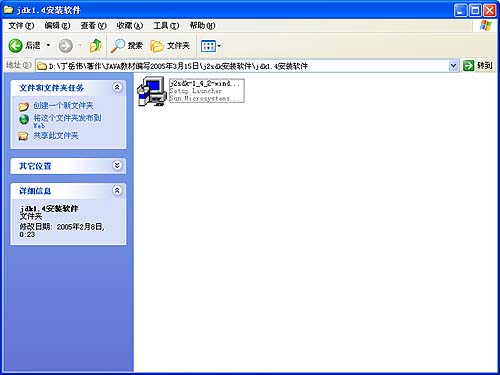 jdk1.4安装软件
文件(F) 编辑(E) 查看(V) 收藏(A) 工具(T) 帮助(H)
后退 搜索 文件夹
地址(D) D:\丁岳伟\著作\JAVA教材编写2005年3月15日\j2sdk安装软件\jdk1.4安装软件 转到
文件和文件夹任务
创建一个新文件夹
将这个文件夹发布到
Web
共享此文件夹
其它位置
详细信息
jdk1.4安装软件
文件夹
修改日期: 2005年2月8日,
0:23
j2sdk-1_4_2-wind...
Setup Launcher
Sun Microsystems...